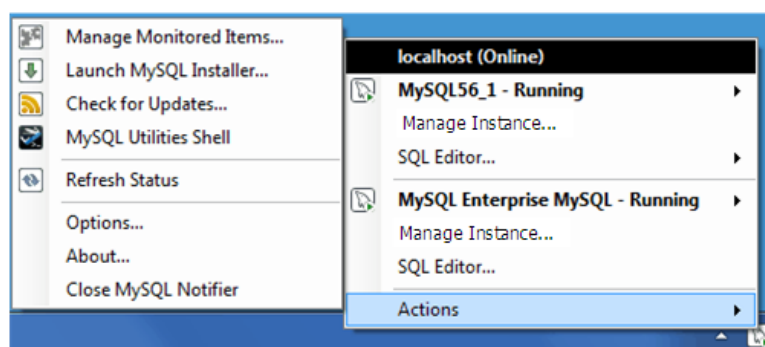 Manage Monitored Items...
Launch MySQL Installer...
Check for Updates...
MySQL Utilities Shell
Refresh Status
Options...
About...
Close MySQL Notifier
localhost (Online)
MySQL56_1 - Running
Manage Instance...
SQL Editor...
MySQL Enterprise MySQL - Running
Manage Instance...
SQL Editor...
Actions